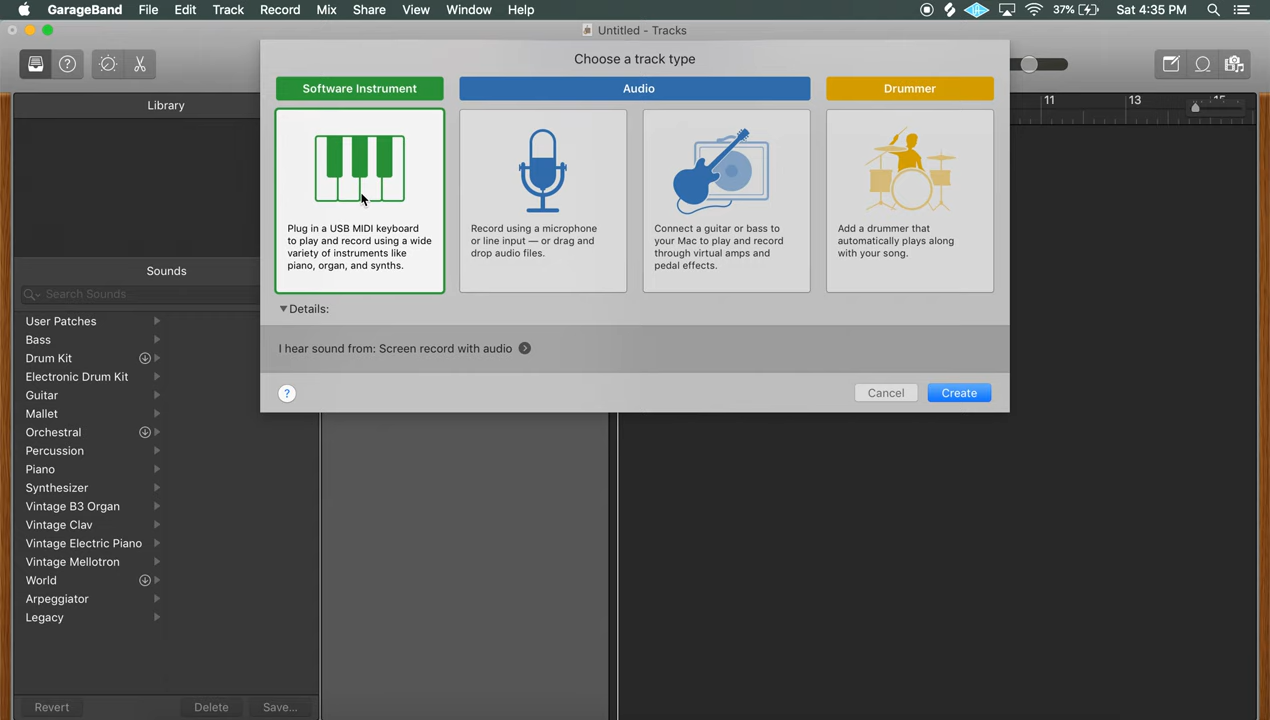 GarageBand File Edit Track Record Mix Share View Window Help 37% Sat 4:35 PM
Untitled - Tracks
Choose a track type
Software Instrument Audio Drummer
Library
11 13 15
Plug in a USB MIDI keyboard
to play and record using a wide
variety of instruments like
piano, organ, and synths.
Record using a microphone
or line input — or drag and
drop audio files.
Connect a guitar or bass to
your Mac to play and record
through virtual amps and
pedal effects.
Add a drummer that
automatically plays along
with your song.
Details:
I hear sound from: Screen record with audio
? Cancel Create
Sounds
Search Sounds
User Patches
Bass
Drum Kit
Electronic Drum Kit
Guitar
Mallet
Orchestral
Percussion
Piano
Synthesizer
Vintage B3 Organ
Vintage Clav
Vintage Electric Piano
Vintage Mellotron
World
Arpeggiator
Legacy
Revert Delete Save...